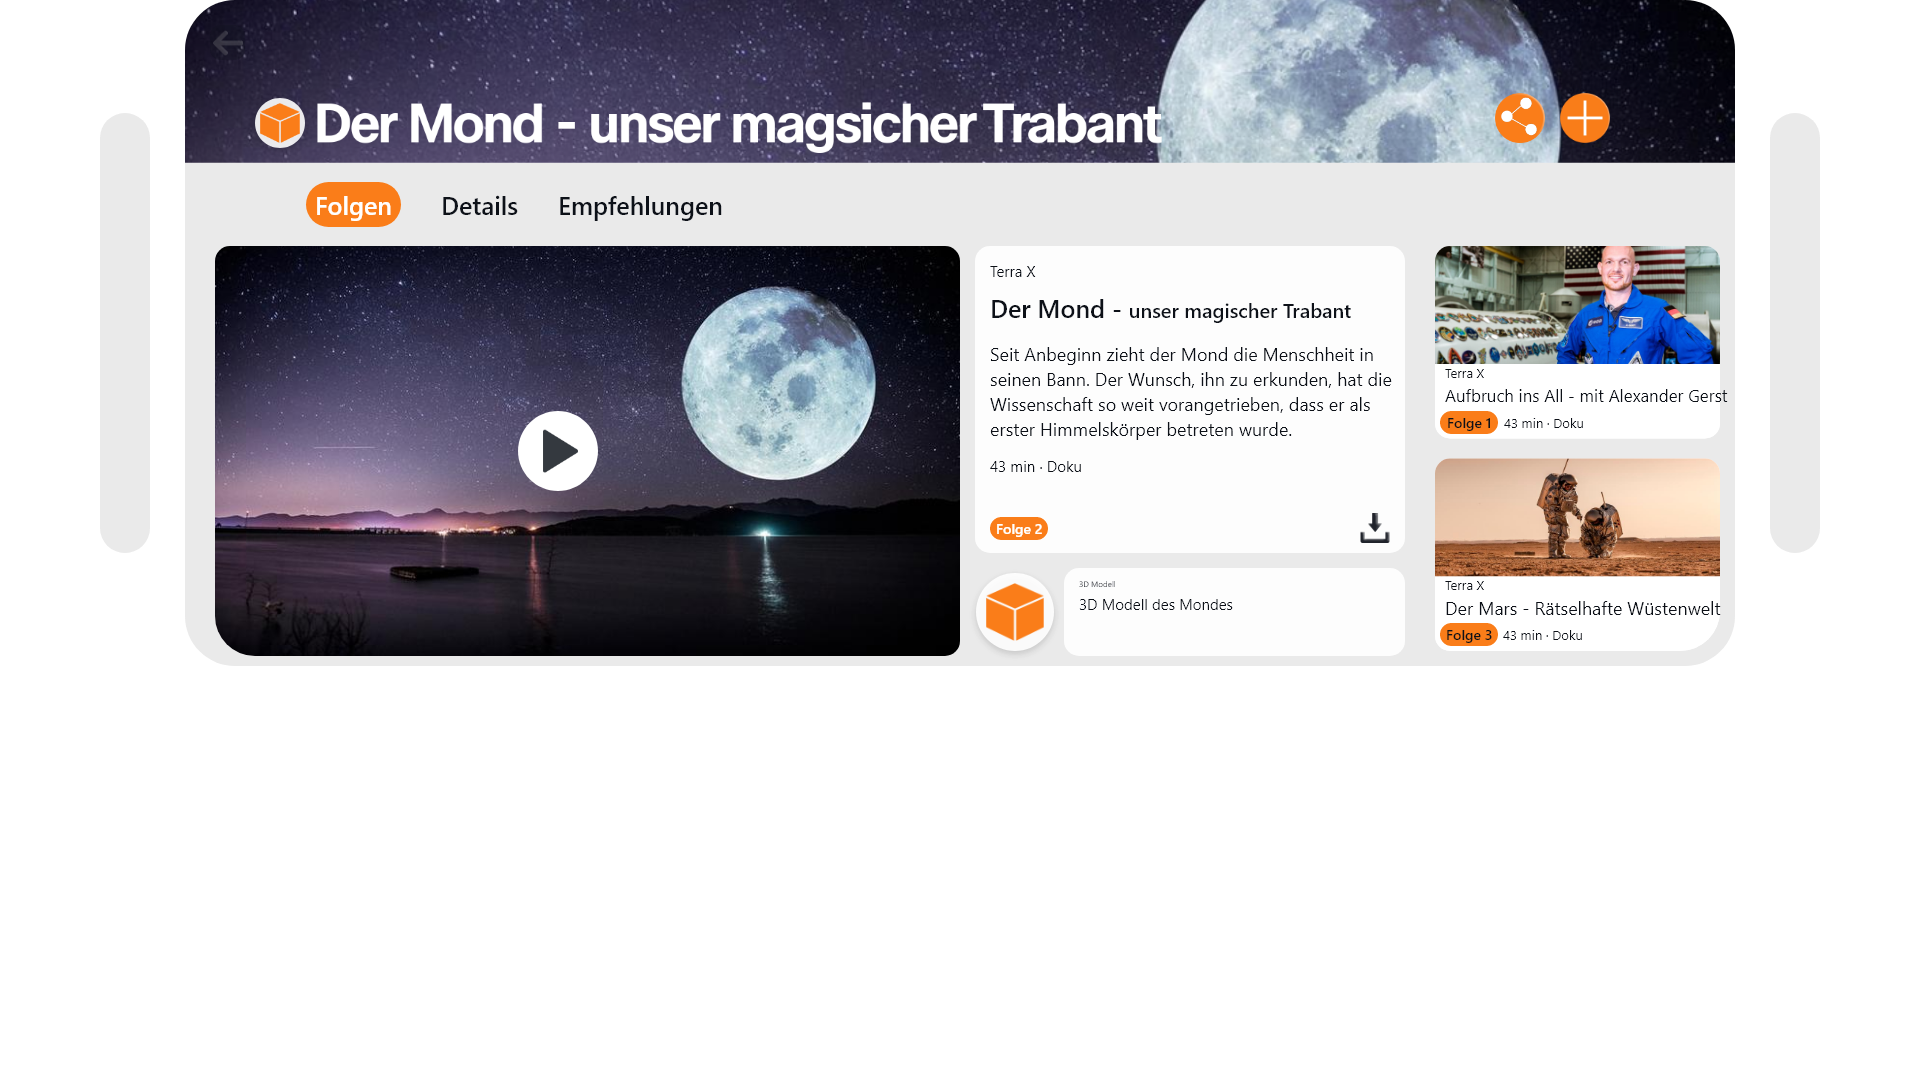 Der Mond - unser magsicher Trabant
Folgen
Details
Empfehlungen
Terra X
Der Mond - unser magischer Trabant
Seit Anbeginn zieht der Mond die Menschheit in
seinen Bann. Der Wunsch, ihn zu erkunden, hat die
Wissenschaft so weit vorangetrieben, dass er als
erster Himmelskörper betreten wurde.
43 min · Doku
Folge 2
3D Modell
3D Modell des Mondes
Terra X
Aufbruch ins All - mit Alexander Gerst
Folge 1 43 min · Doku
Terra X
Der Mars - Rätselhafte Wüstenwelt
Folge 3 43 min · Doku